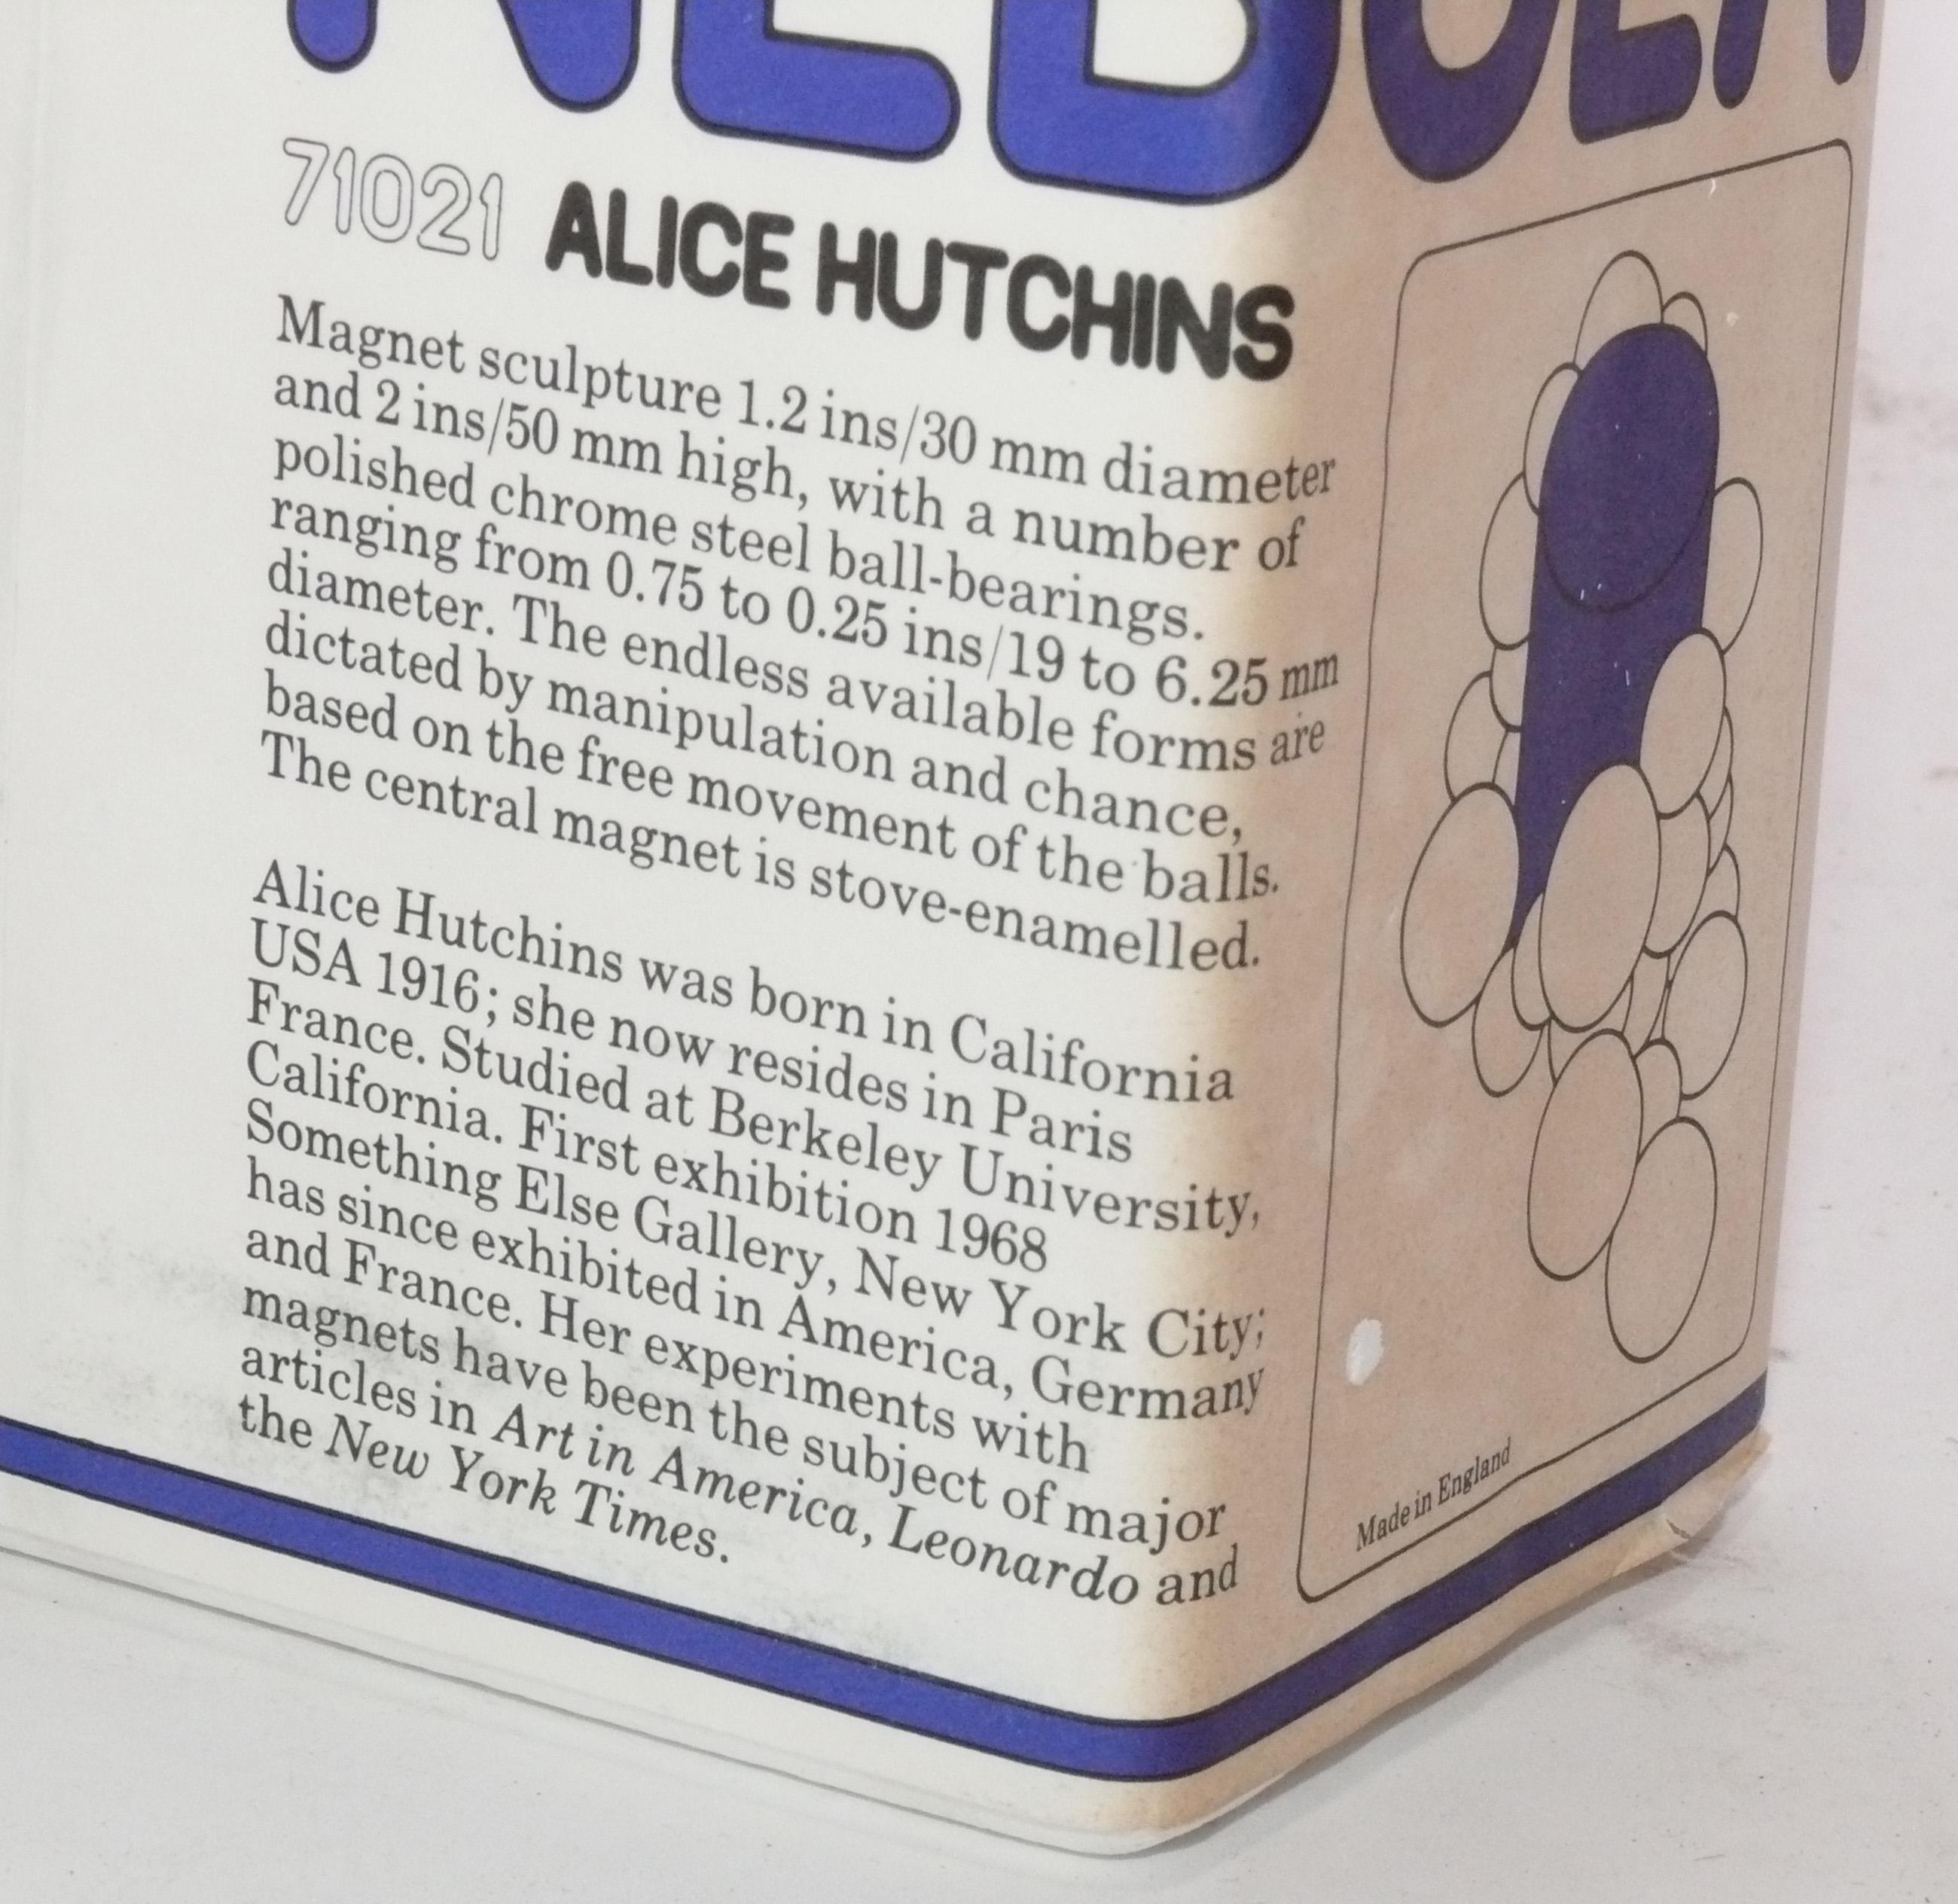 NEBULA
71021 ALICE HUTCHINS
Magnet sculpture 1.2 ins/30 mm diameter
and 2 ins/50 mm high, with a number of
polished chrome steel ball-bearings.
ranging from 0.75 to 0.25 ins/19 to 6.25 mm
diameter. The endless available forms are
dictated by manipulation and chance,
based on the free movement of the balls.
The central magnet is stove-enamelled.
Alice Hutchins was born in California
USA 1916; she now resides in Paris
France. Studied at Berkeley University,
California. First exhibition 1968
Something Else Gallery, New York City;
has since exhibited in America, Germany
and France. Her experiments with
magnets have been the subject of major
articles in Art in America, Leonardo and
the New York Times.
Made in England